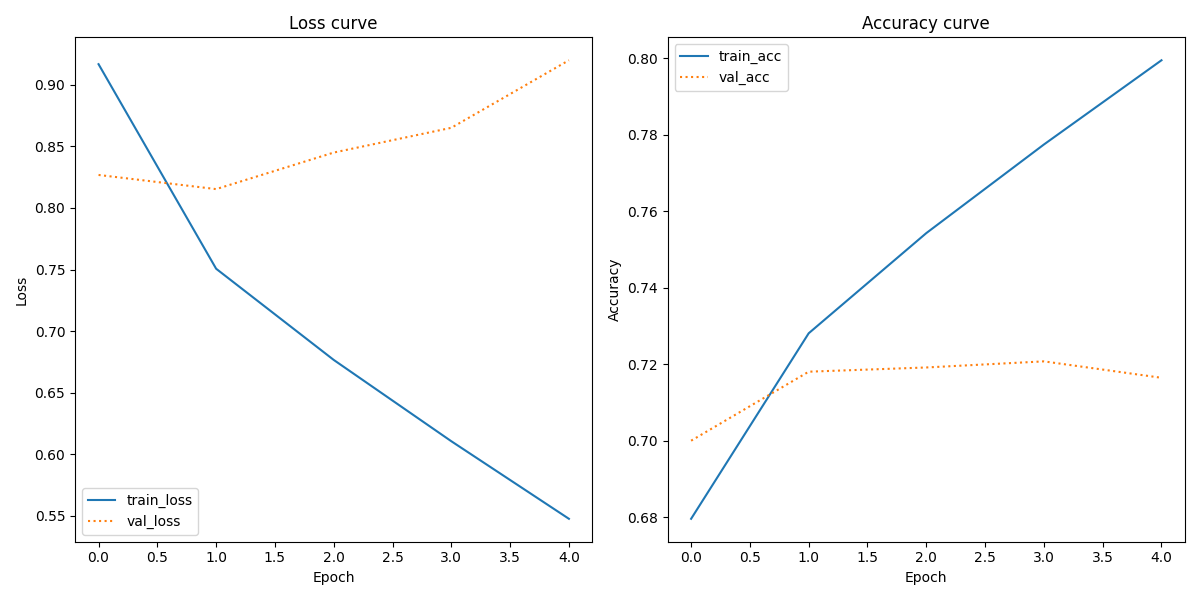 Loss curve
0.90
0.85
0.80
0.75
0.70
0.65
0.60
0.55
Loss
train_loss
val_loss
0.0 0.5 1.0 1.5 2.0 2.5 3.0 3.5 4.0
Epoch
Accuracy curve
train_acc
val_acc
0.80
0.78
0.76
0.74
0.72
0.70
0.68
Accuracy
0.0 0.5 1.0 1.5 2.0 2.5 3.0 3.5 4.0
Epoch